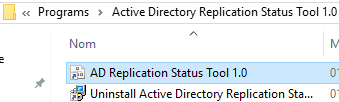 Programs > Active Directory Replication Status Tool 1.0
Nom
AD Replication Status Tool 1.0
Uninstall Active Directory Replication Sta...